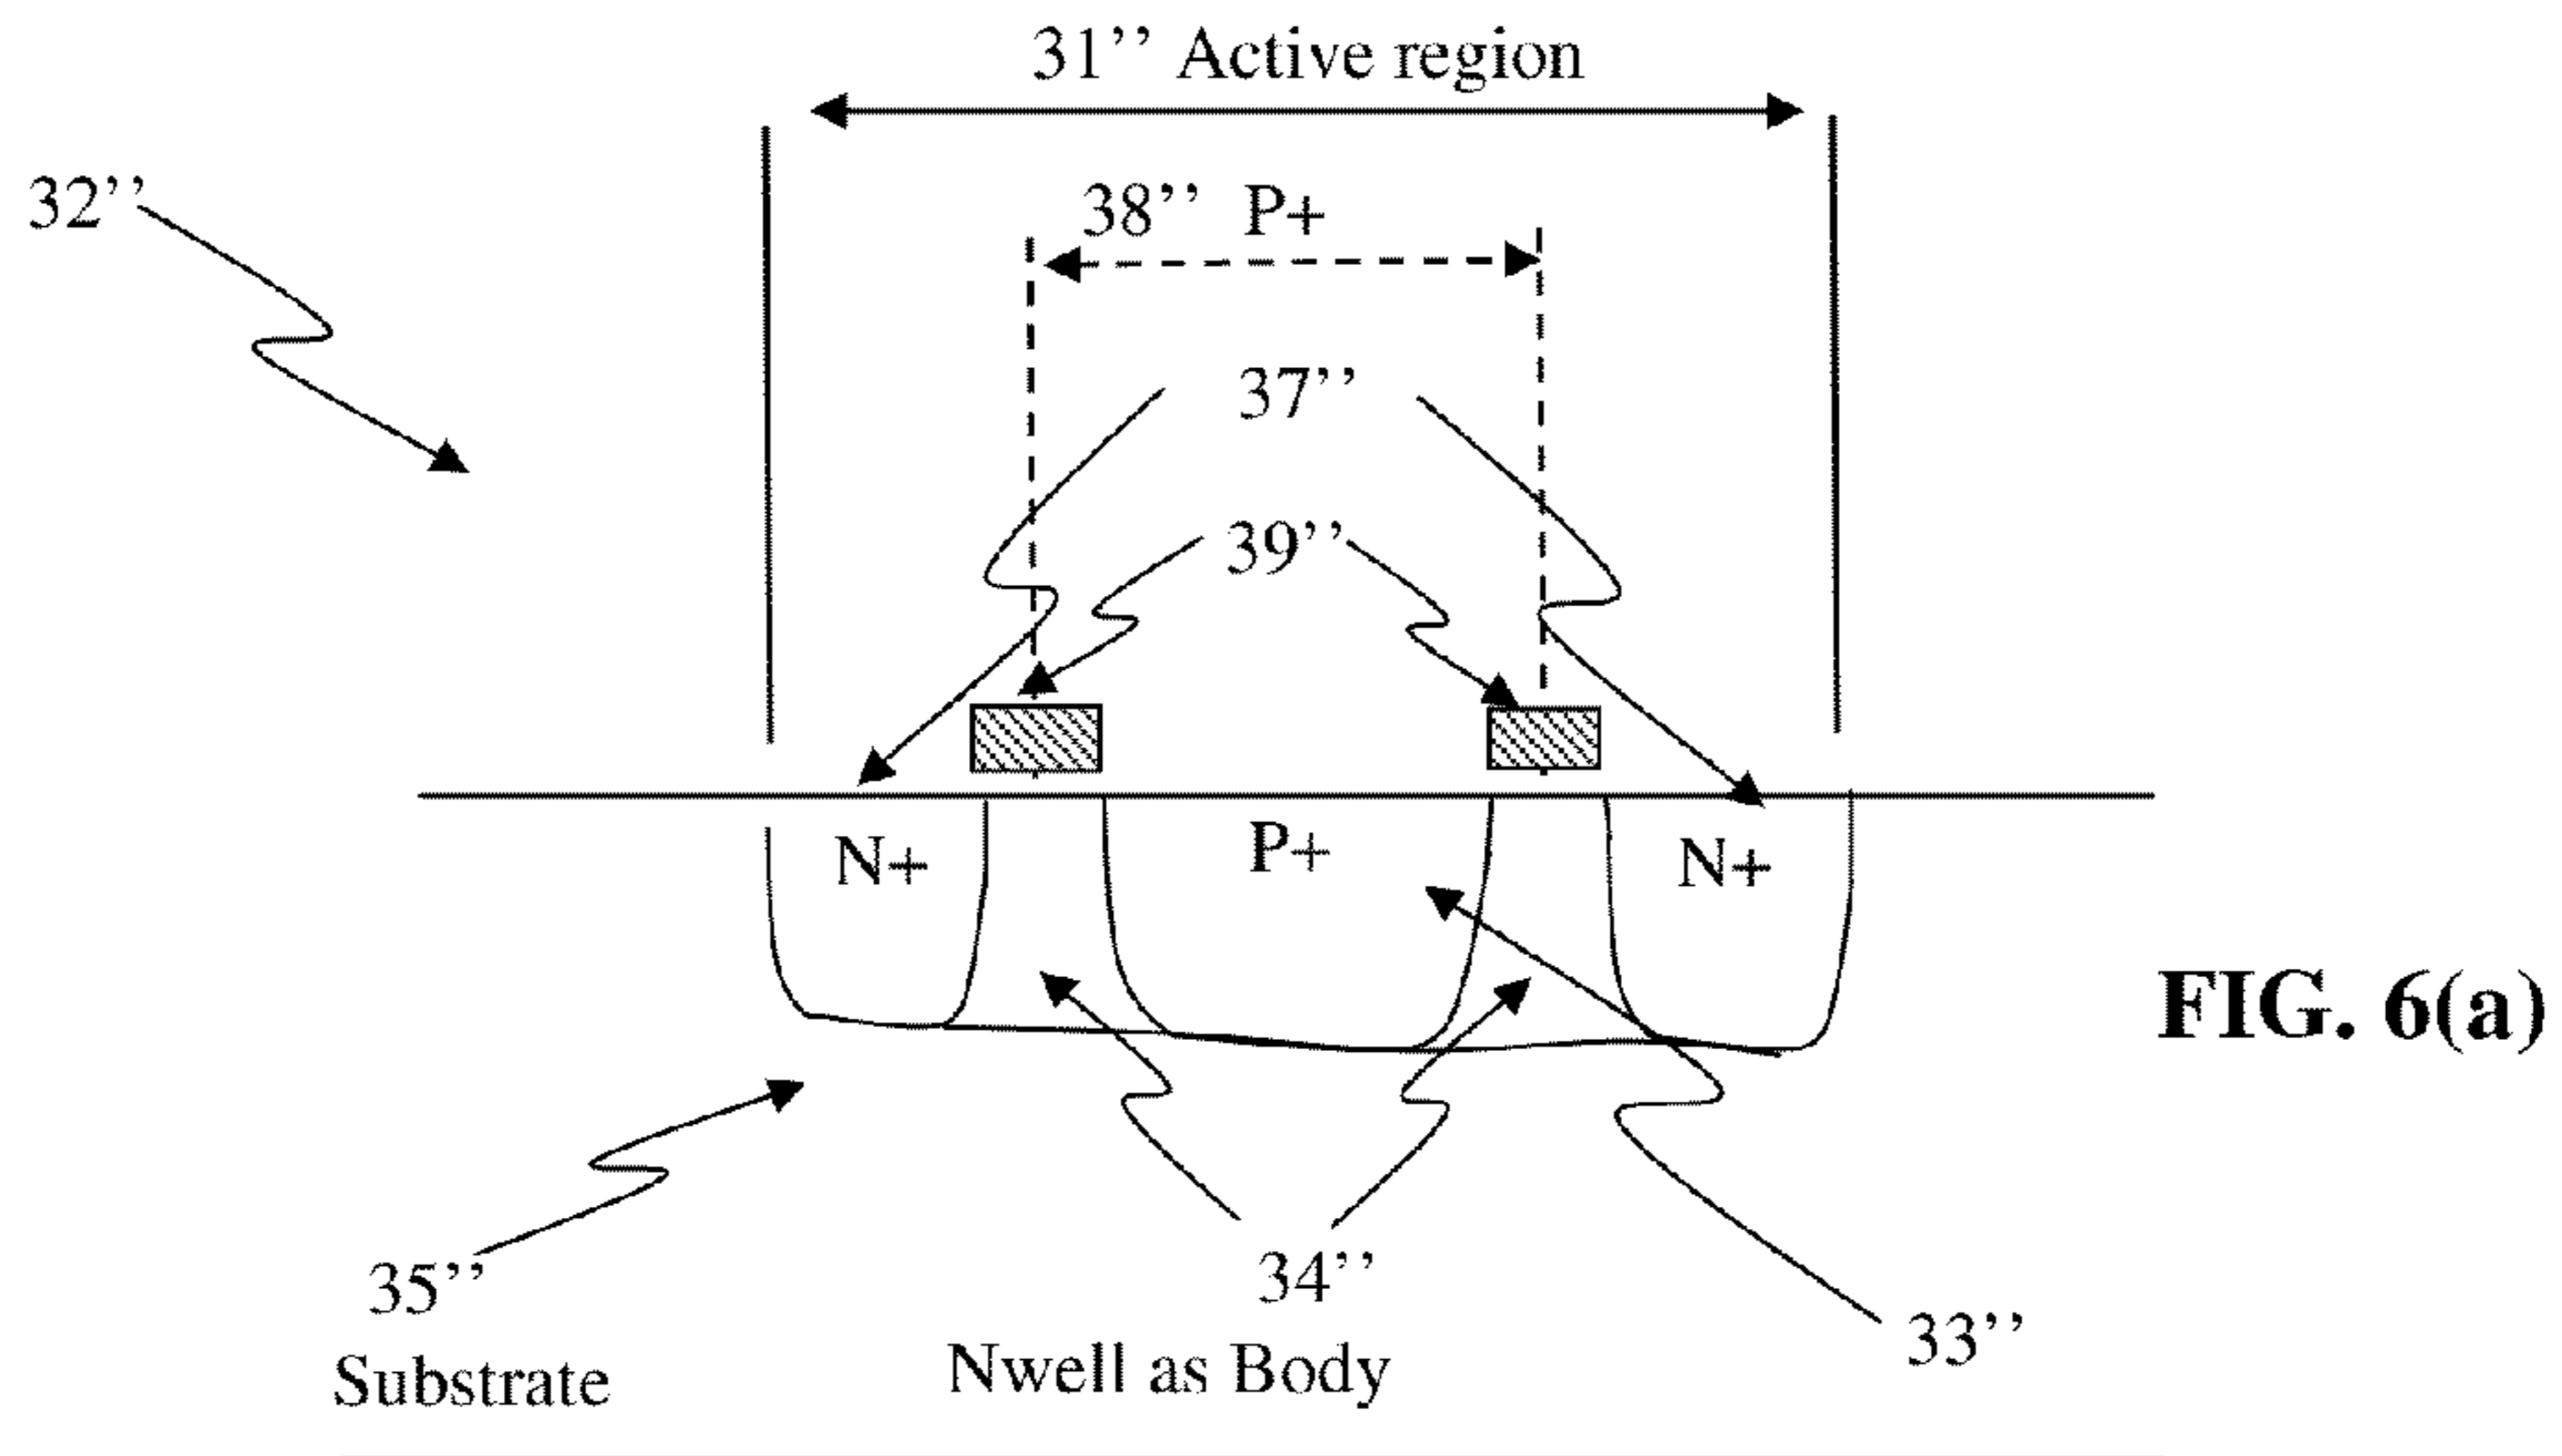 31’’ Active region
32’’
38’’ P+
37’’
39’’
N+ P+ N+
FIG. 6(a)
35’’ 34’’ 33’’
Substrate Nwell as Body